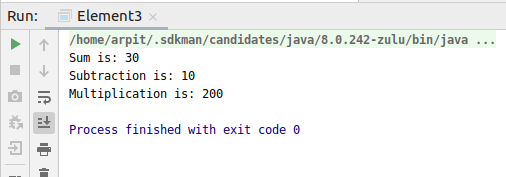 Run: Element3
/home/arpit/.sdkman/candidates/java/8.0.242-zulu/bin/java ...
Sum is: 30
Subtraction is: 10
Multiplication is: 200
Process finished with exit code 0